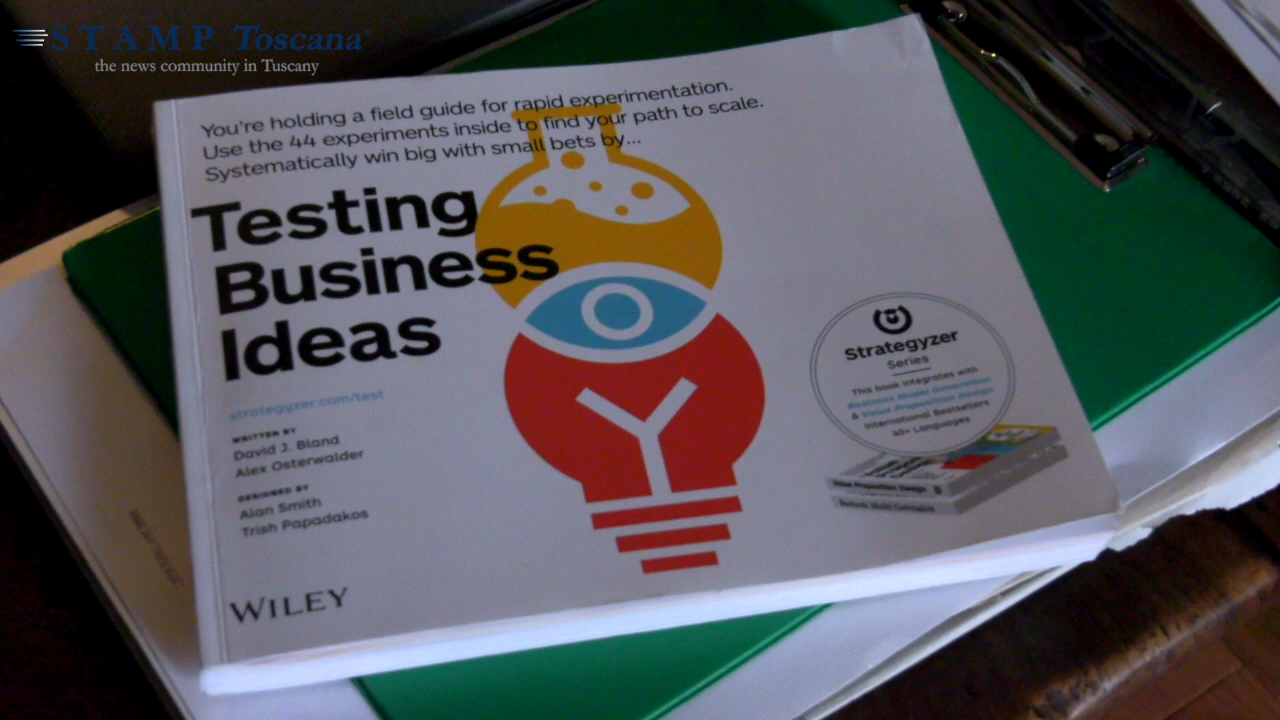 STAMP Toscana
the news community in Tuscany
You're holding a field guide for rapid experimentation.
Use the 44 experiments inside to find your path to scale.
Systematically win big with small bets by...
Testing
Business
Ideas
strategyzer.com/test
WRITTEN BY
David J. Bland
Alex Osterwalder
DESIGNED BY
Alan Smith
Trish Papadakos
WILEY
Strategyzer
Series
This book integrates with
Business Model Generation
& Value Proposition Design
International Bestsellers
40+ Languages
Value Proposition Design